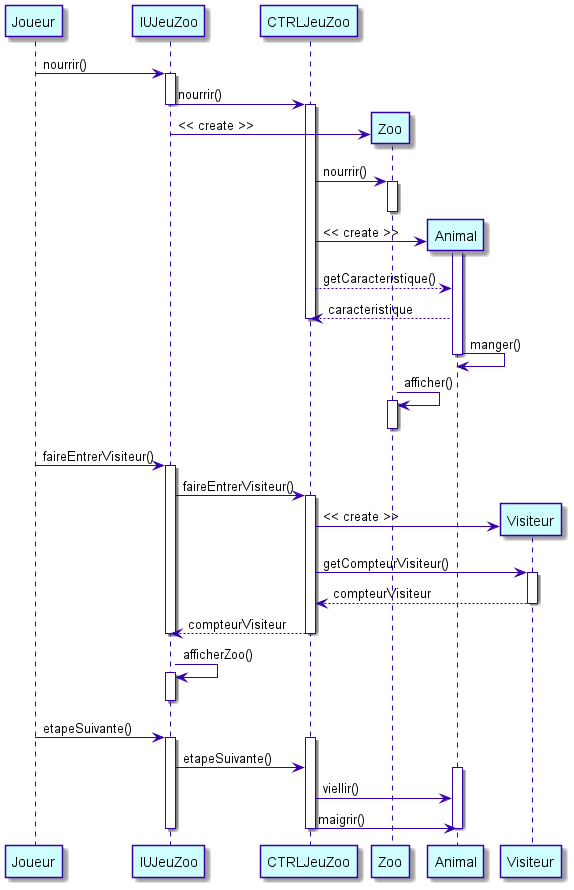 Joueur IUJeuZoo CTRLJeuZoo
nourrir()
nourrir()
<< create >> Zoo
nourrir()
<< create >> Animal
getCaracteristique()
caracteristique
manger()
afficher()
faireEntrerVisiteur()
faireEntrerVisiteur()
<< create >> Visiteur
getCompteurVisiteur()
compteurVisiteur
compteurVisiteur
afficherZoo()
etapeSuivante()
etapeSuivante()
viellir()
maigrir()
Joueur IUJeuZoo CTRLJeuZoo Zoo Animal Visiteur